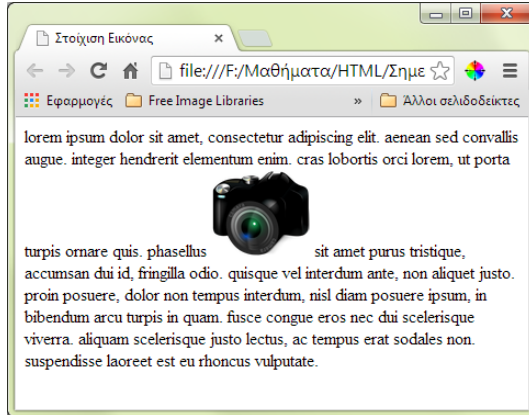 Στοίχιση Εικόνας
file:///F:/Μαθήματα/HTML/Σημε
Εφαρμογές Free Image Libraries » Άλλοι σελιδοδείκτες
lorem ipsum dolor sit amet, consectetur adipiscing elit. aenean sed convallis
augue. integer hendrerit elementum enim. cras lobortis orci lorem, ut porta
turpis ornare quis. phasellus sit amet purus tristique,
accumsan dui id, fringilla odio. quisque vel interdum ante, non aliquet justo.
proin posuere, dolor non tempus interdum, nisl diam posuere ipsum, in
bibendum arcu turpis in quam. fusce congue eros nec dui scelerisque
viverra. aliquam scelerisque justo lectus, ac tempus erat sodales non.
suspendisse laoreet est eu rhoncus vulputate.